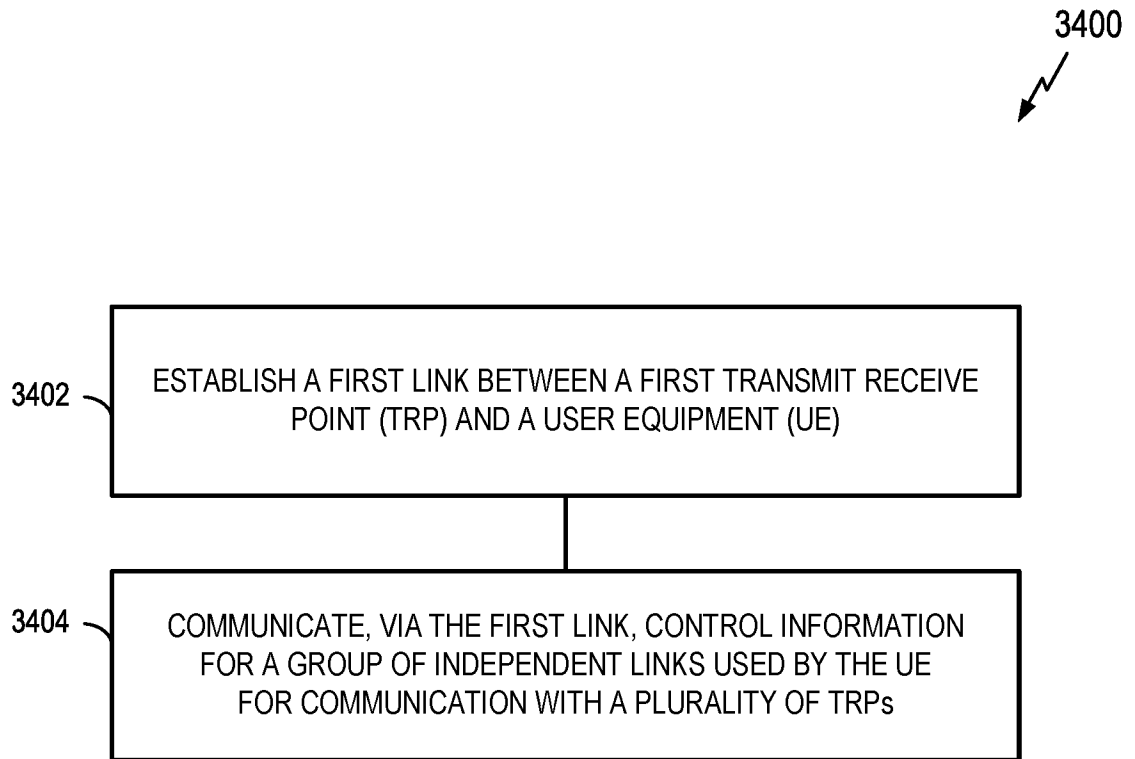 3400
3402
ESTABLISH A FIRST LINK BETWEEN A FIRST TRANSMIT RECEIVE
POINT (TRP) AND A USER EQUIPMENT (UE)
3404
COMMUNICATE, VIA THE FIRST LINK, CONTROL INFORMATION
FOR A GROUP OF INDEPENDENT LINKS USED BY THE UE
FOR COMMUNICATION WITH A PLURALITY OF TRPs